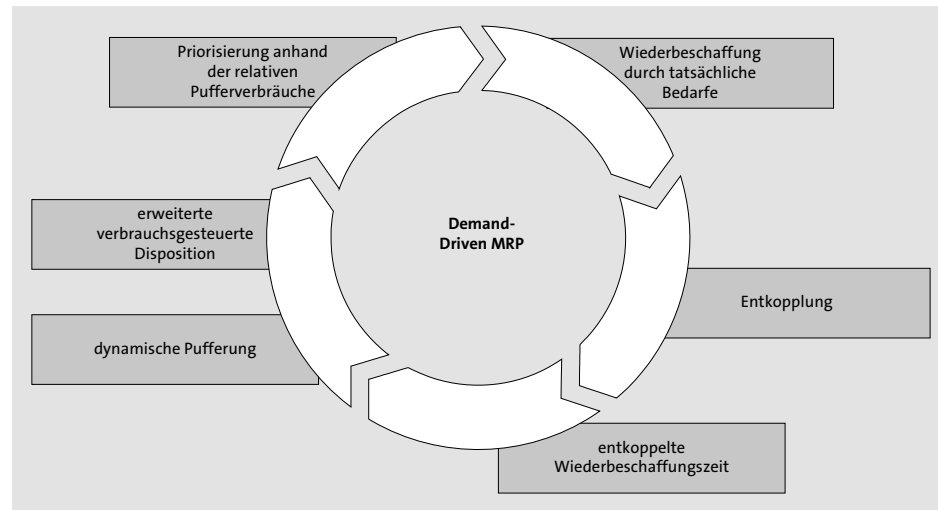 Priorisierung anhand
der relativen
Pufferverbräuche
Wiederbeschaffung
durch tatsächliche
Bedarfe
erweiterte
verbrauchsgesteuerte
Disposition
Demand-
Driven MRP
Entkopplung
dynamische Pufferung
entkoppelte
Wiederbeschaffungszeit